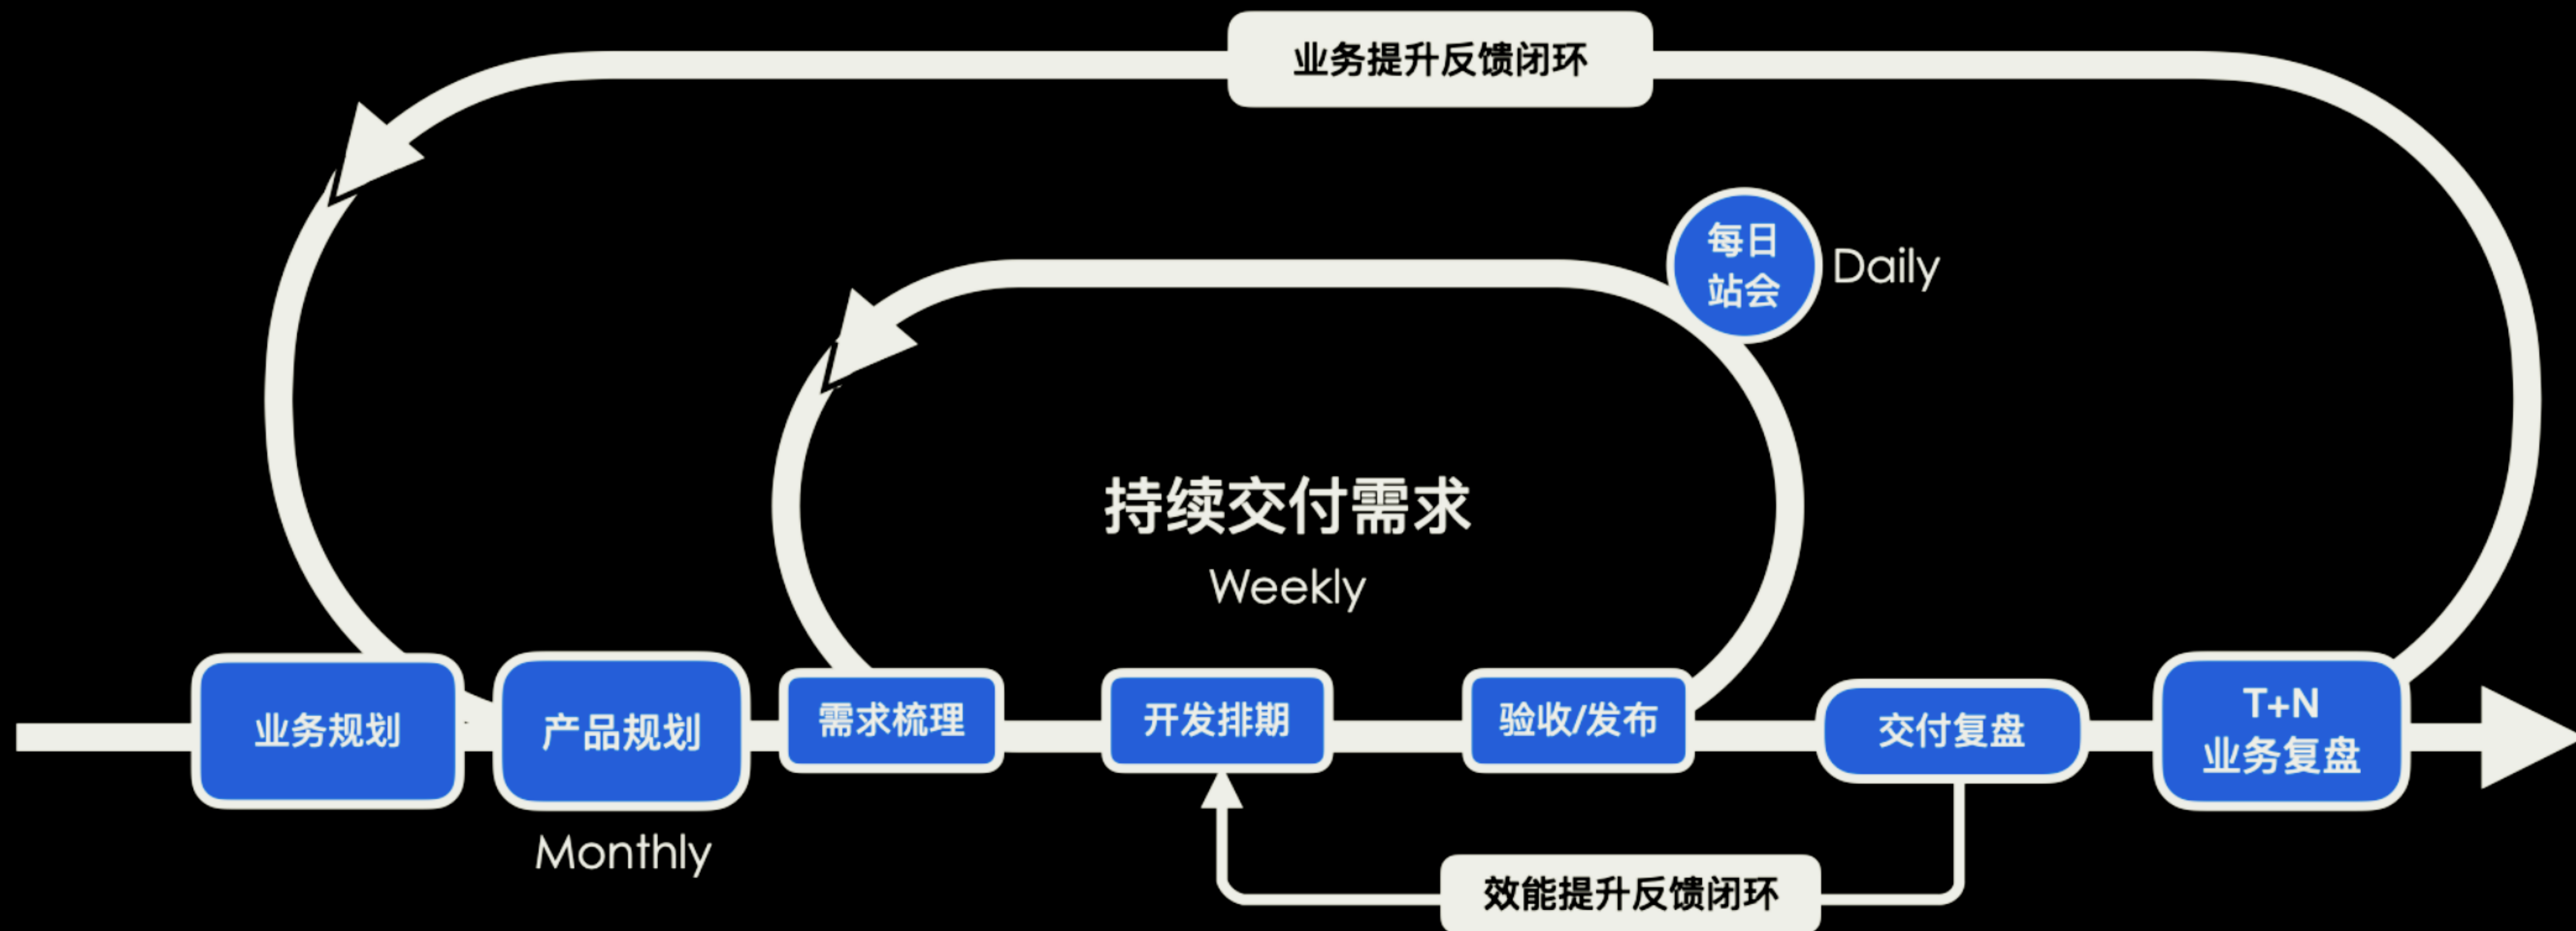 业务提升反馈闭环
每日
站会
Daily
持续交付需求
Weekly
业务规划
产品规划
需求梳理
开发排期
验收/发布
交付复盘
T+N
业务复盘
Monthly
效能提升反馈闭环